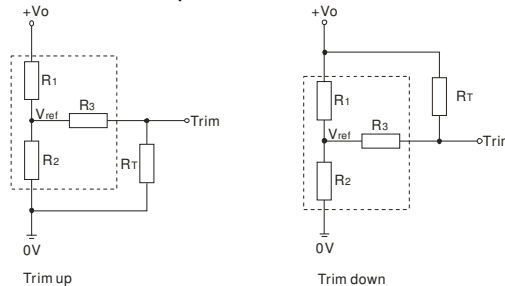 +Vo
R1
Vref
R3
Trim
R2
RT
0V
Trim up
+Vo
R1
RT
Vref
R3
Trim
R2
0V
Trim down